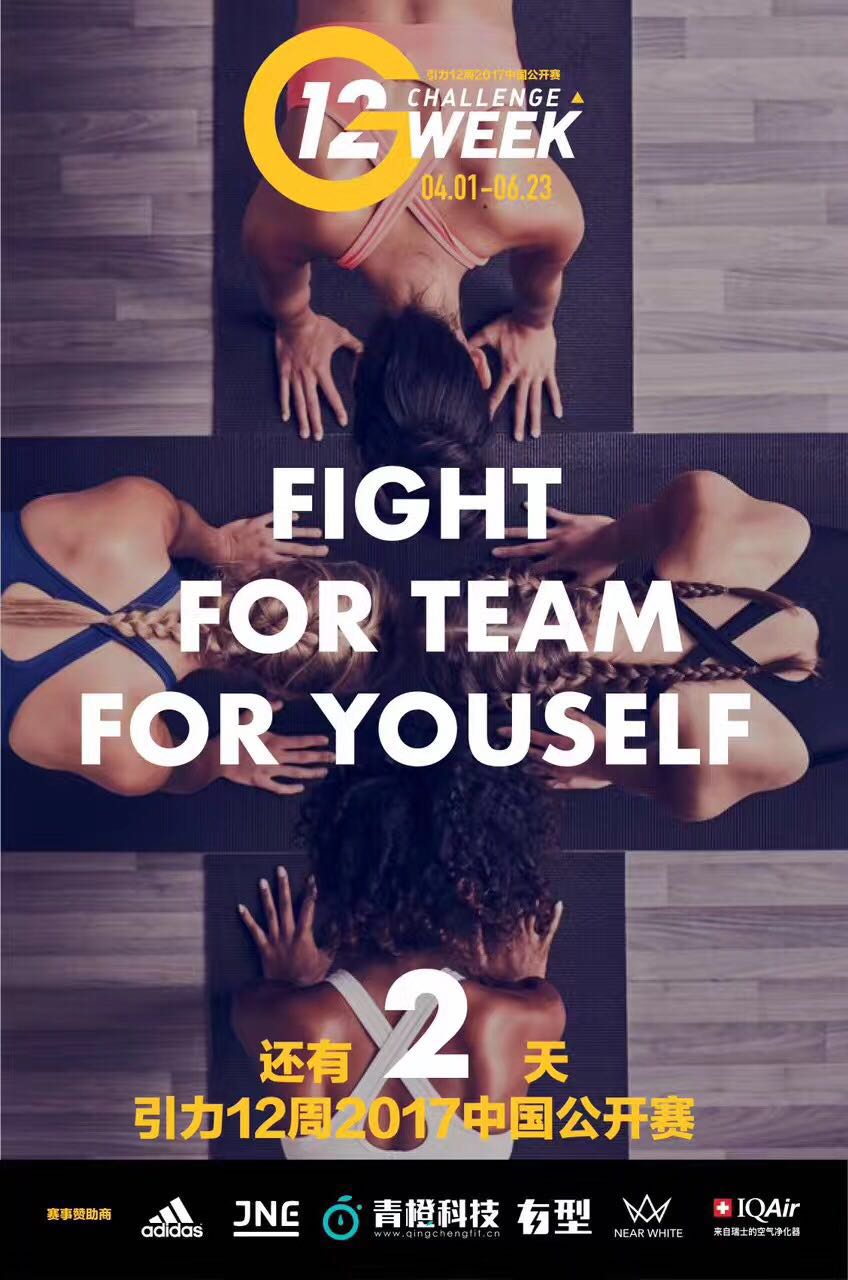 引力12周2017中国公开赛
12 CHALLENGE
WEEK
04.01-06.23
FIGHT
FOR TEAM
FOR YOUSELF
还有 2 天
引力12周2017中国公开赛
赛事赞助商
adidas
JNE
青橙科技
www.qingchengfit.cn
有型
NEAR WHITE
IQAir
来自瑞士的空气净化器